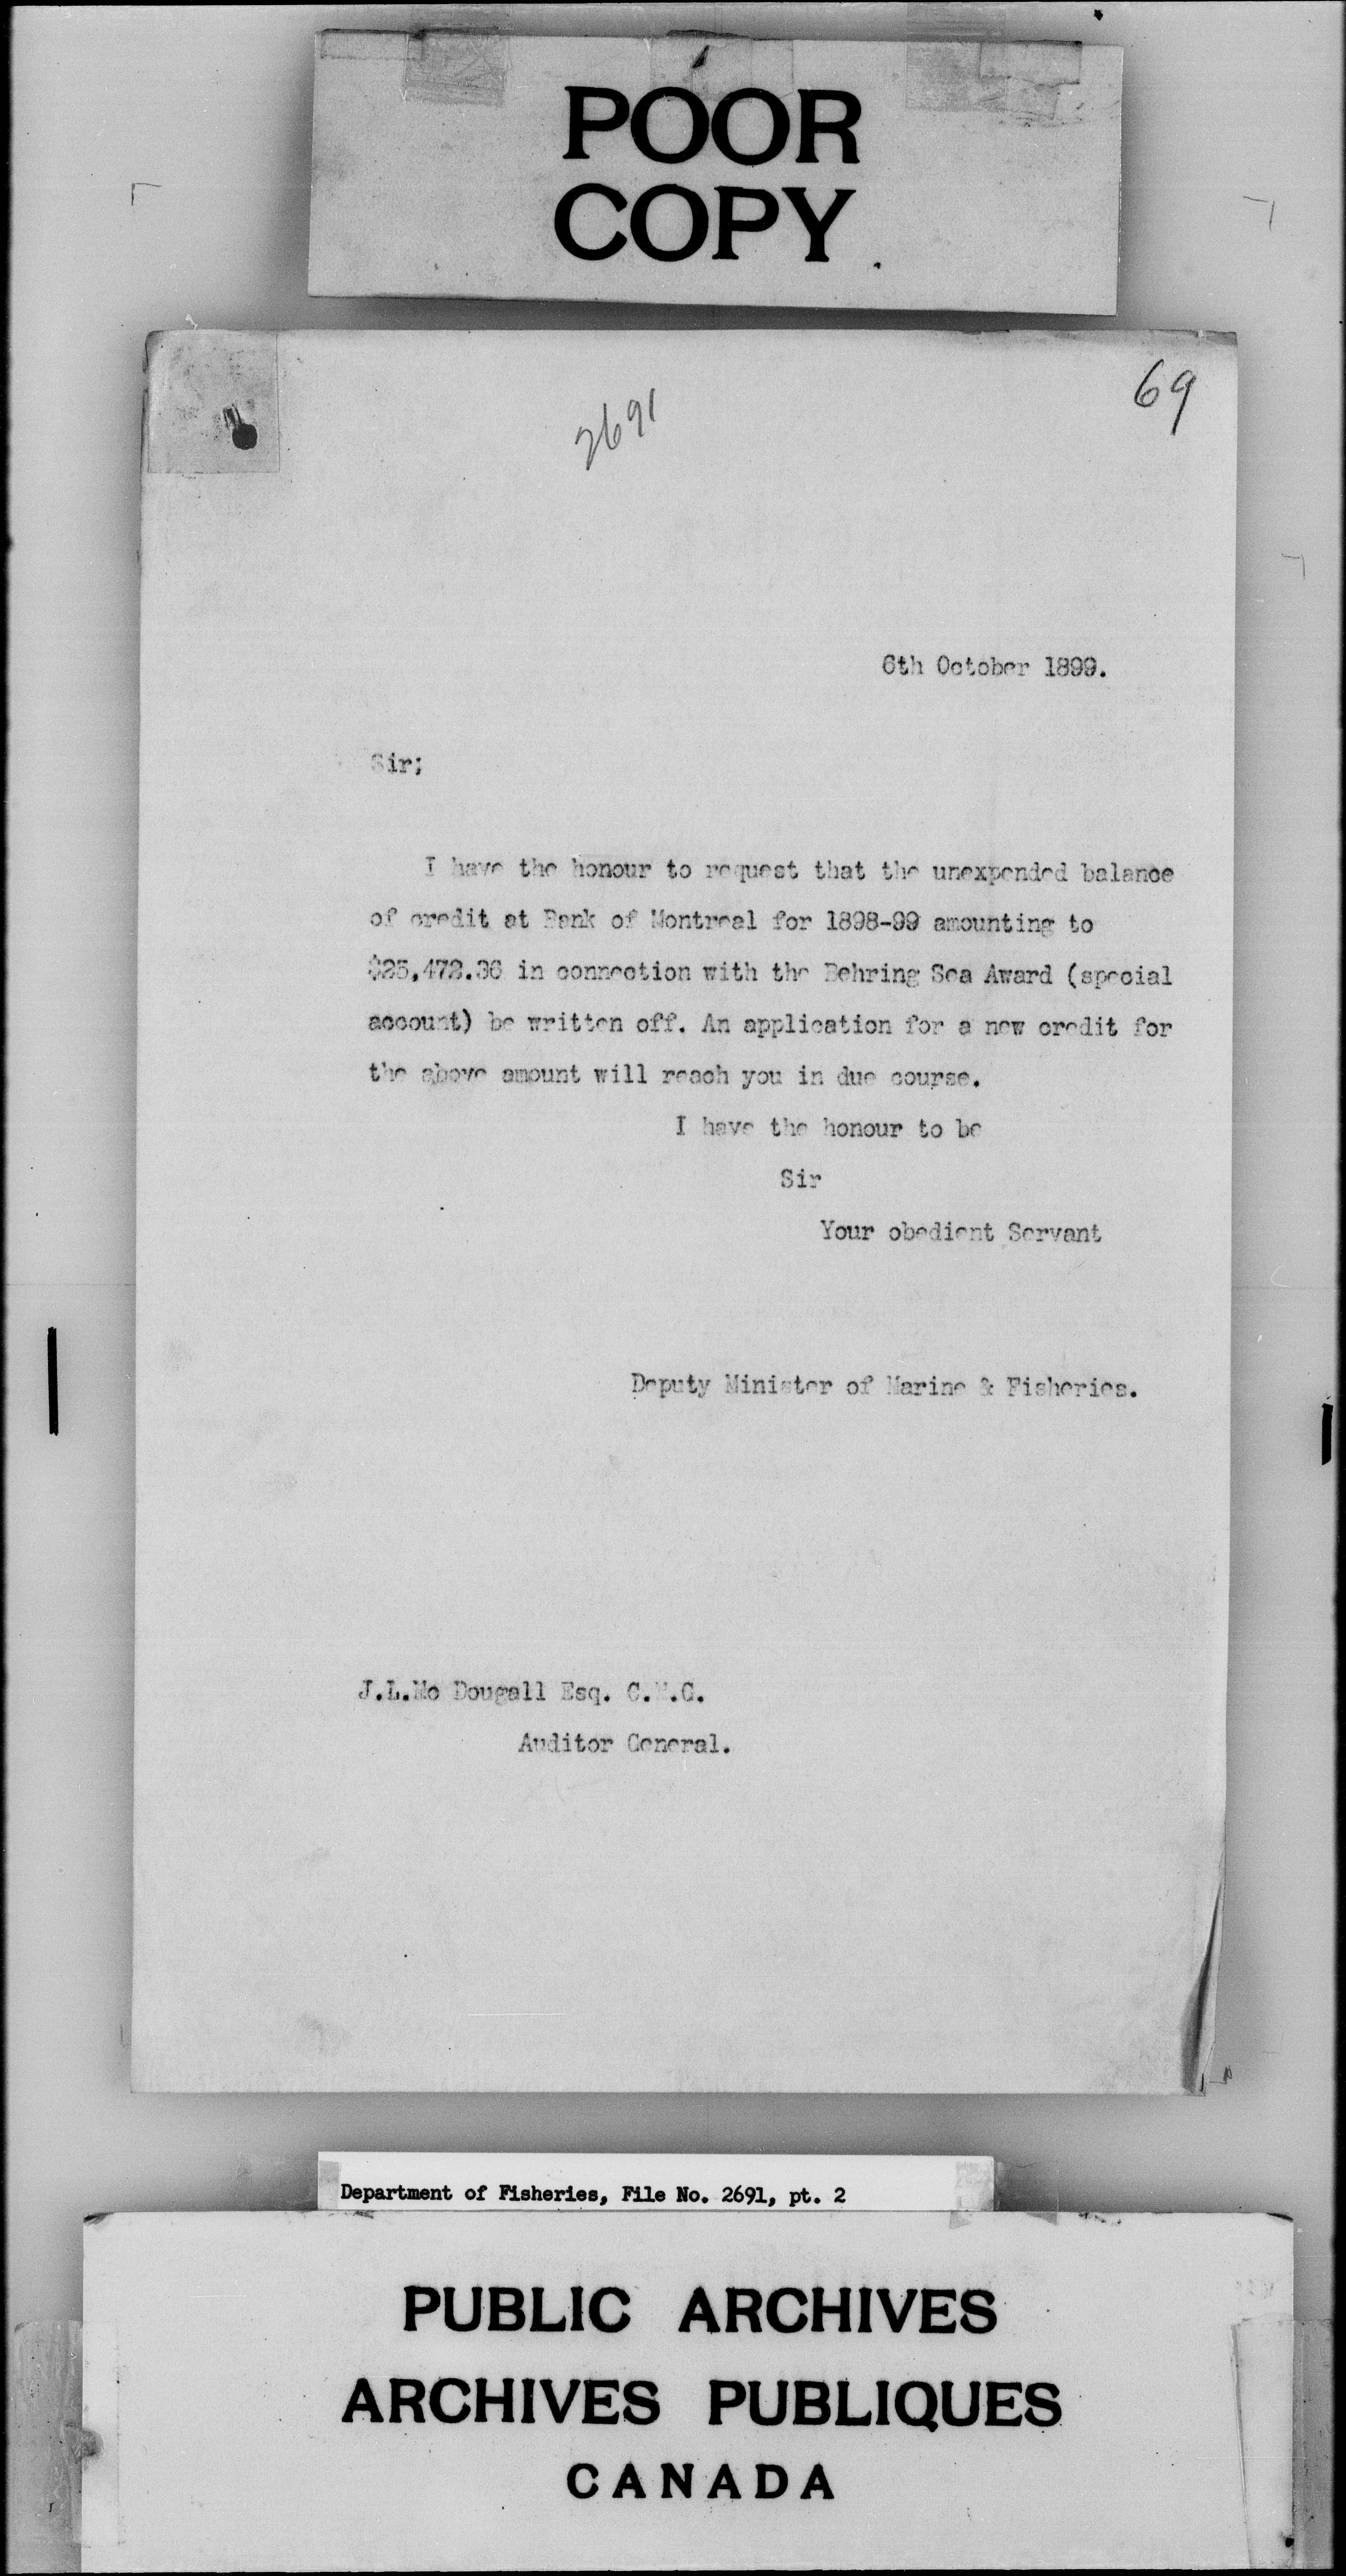 POOR
COPY
69
2691
6th October 1899.
Sir;
I have the honour to request that the unexpended balance
of credit at Bank of Montreal for 1898-99 amounting to
$25,472.36 in connection with the Behring Sea Award (special
account) be written off. An application for a new credit for
the above amount will reach you in due course.
I have the honour to be
Sir
Your obedient Servant
Deputy Minister of Marine & Fisheries.
J.L.Mc Dougall Esq. C.M.G.
Auditor General.
Department of Fisheries, File No. 2691, pt. 2
PUBLIC ARCHIVES
ARCHIVES PUBLIQUES
CANADA